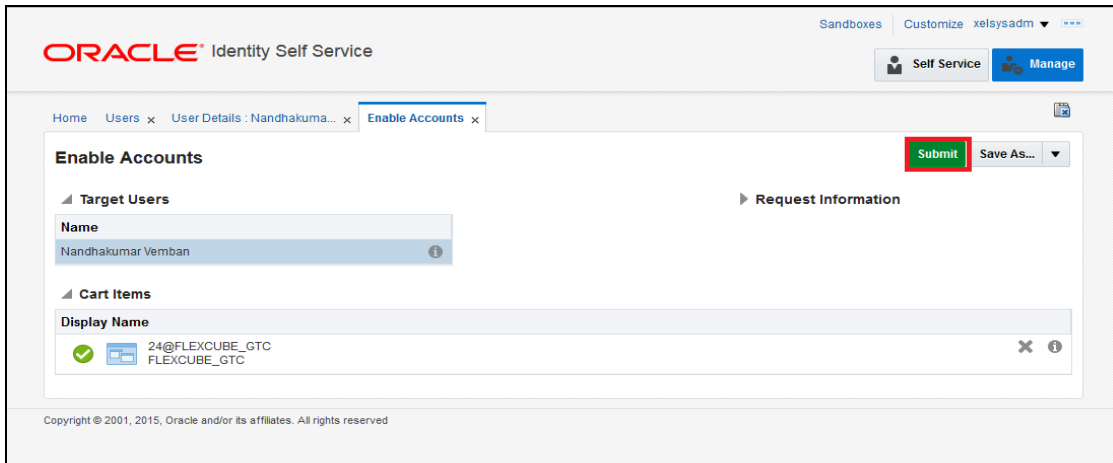 Sandboxes Customize xelsysadm
ORACLE® Identity Self Service
Self Service Manage
Home Users x User Details : Nandhakuma... x Enable Accounts x
Enable Accounts
Submit Save As...
Target Users
Request Information
Name
Nandhakumar Vemban
Cart Items
Display Name
24@FLEXCUBE_GTC
FLEXCUBE_GTC
Copyright © 2001, 2015, Oracle and/or its affiliates. All rights reserved